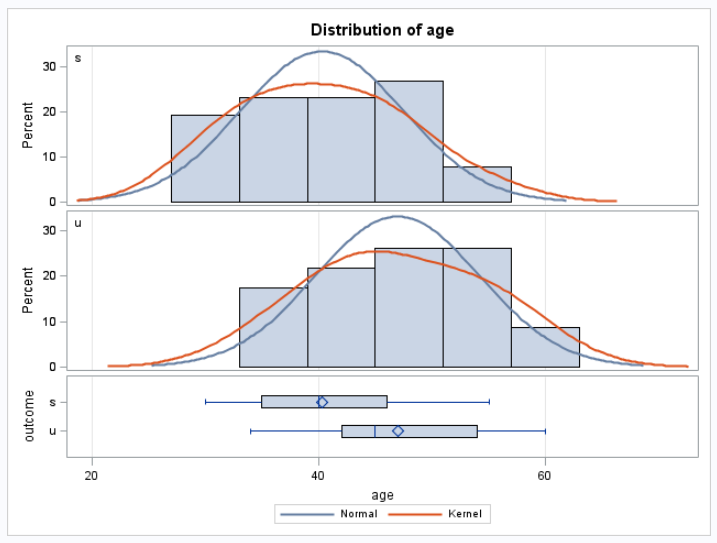 Distribution of age
s
30
20
10
0
Percent
u
30
20
10
0
Percent
s
u
outcome
20 40 60
age
Normal Kernel